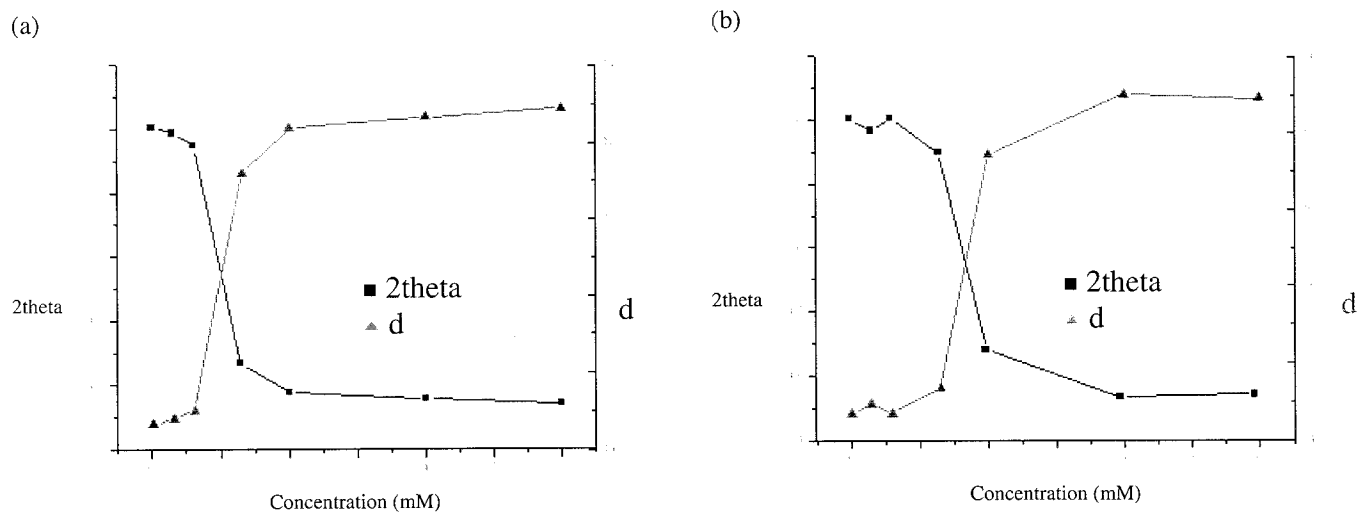 (a)
2theta
d
2theta
d
Concentration (mM)
(b)
2theta
d
2theta
d
Concentration (mM)